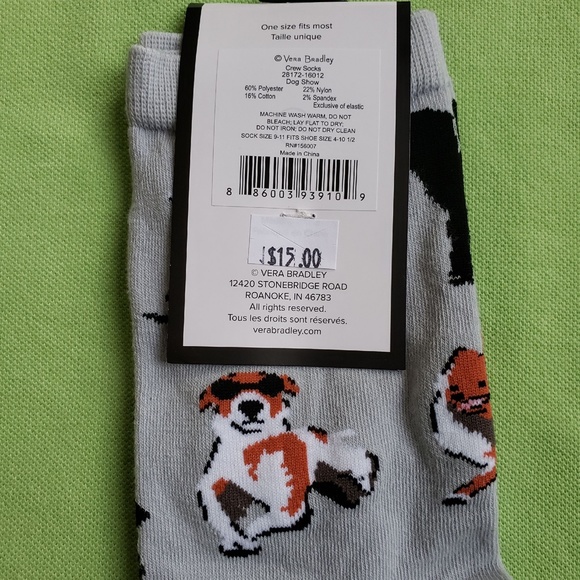 One size fits most
Taille unique
© Vera Bradley
Crew Socks
28172-16012
Dog Show
60% Polyester 22% Nylon
16% Cotton 2% Spandex
Exclusive of elastic
MACHINE WASH WARM, DO NOT
BLEACH; LAY FLAT TO DRY;
DO NOT IRON; DO NOT DRY CLEAN
SOCK SIZE 9-11 FITS SHOE SIZE 4-10 1/2
RN#156007
Made in China
8 86003 93910 9
$15.00
© VERA BRADLEY
12420 STONEBRIDGE ROAD
ROANOKE, IN 46783
All rights reserved.
Tous les droits sont réservés.
verabradley.com